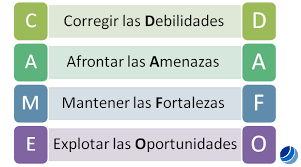 C Corregir las Debilidades D
A Afrontar las Amenazas A
M Mantener las Fortalezas F
E Explotar las Oportunidades O